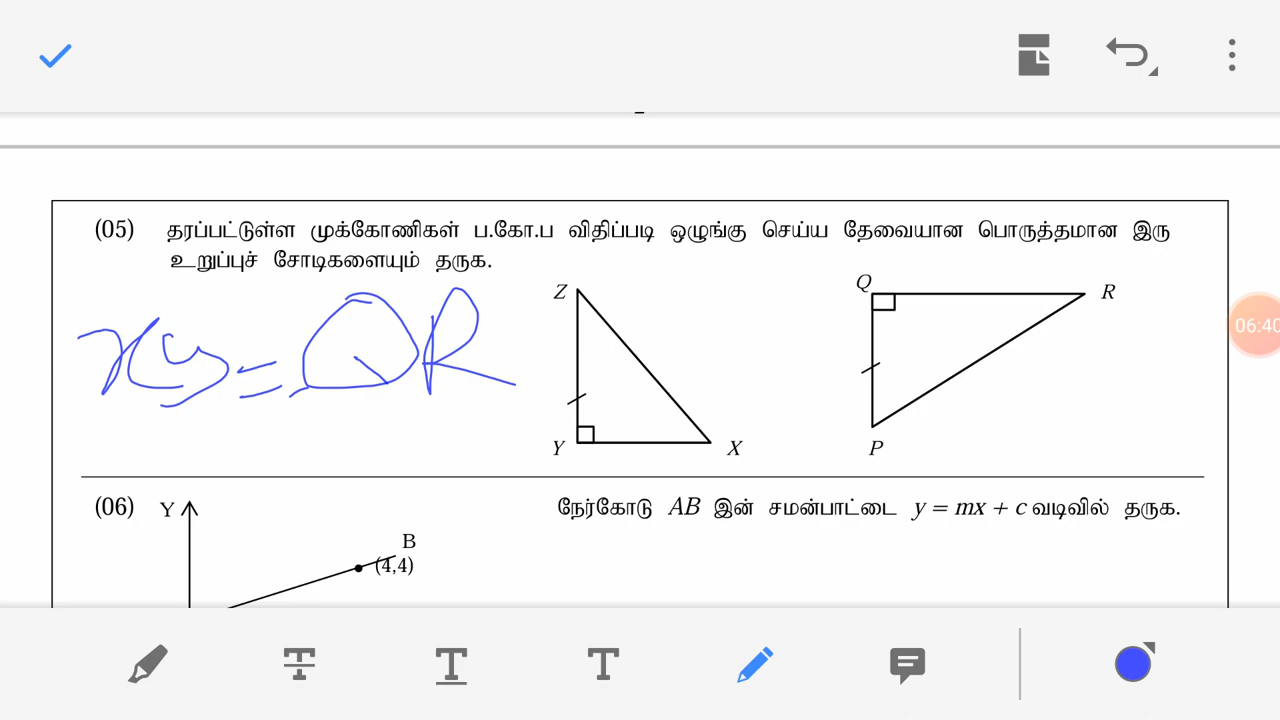 (05) தரப்பட்டுள்ள முக்கோணிகள் ப.கோ.ப விதிப்படி ஒழுங்கு செய்ய தேவையான பொருத்தமான இரு
உறுப்புச் சோடிகளையும் தருக.
xy = QR
Z
Y
X
Q
R
P
06:40
(06) Y
நேர்கோடு AB இன் சமன்பாட்டை y = mx + c வடிவில் தருக.
B
(4,4)
T
T
T